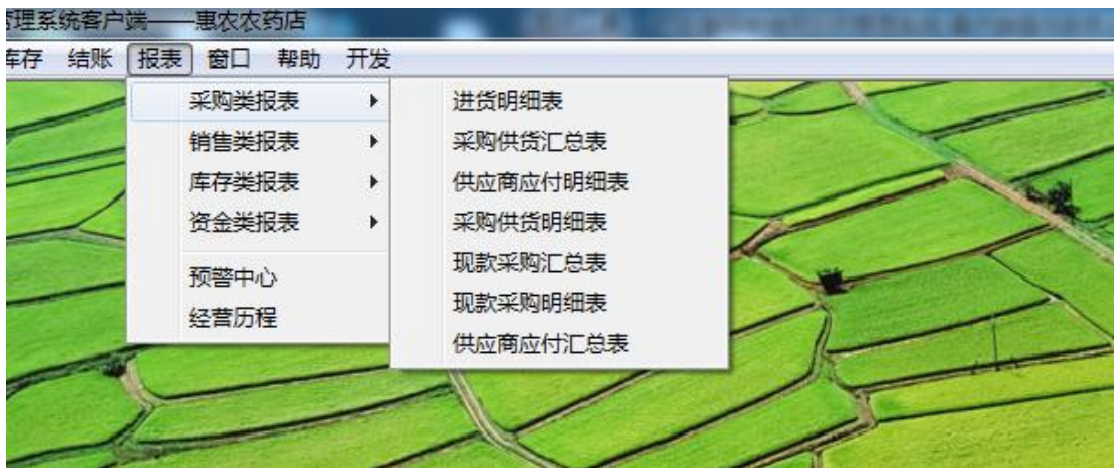 管理系统客户端——惠农农药店
库存 结账 报表 窗口 帮助 开发
采购类报表
销售类报表
库存类报表
资金类报表
预警中心
经营历程
进货明细表
采购供货汇总表
供应商应付明细表
采购供货明细表
现款采购汇总表
现款采购明细表
供应商应付汇总表